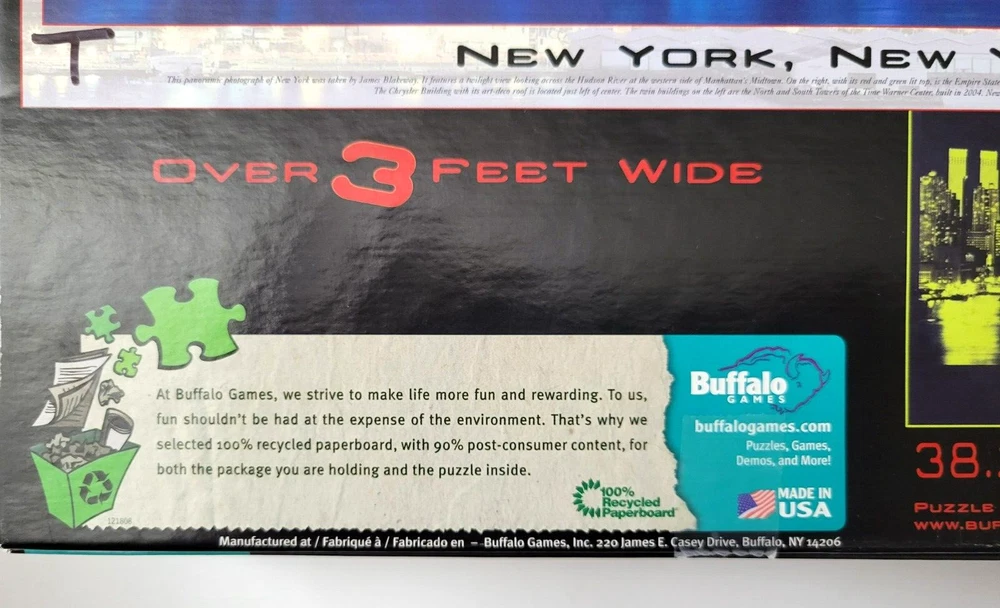 T
NEW YORK, NEW
This panoramic photograph of New York was taken by James Blakeway. It features a twilight view looking across the Hudson River at the western side of Manhattan's Midtown. On the right, with its red and green lit top, is the Empire State
The Chrysler Building with its art-deco roof is located just left of center. The twin buildings on the left are the North and South Towers of the Time Warner Center, built in 2004. New
OVER 3 FEET WIDE
At Buffalo Games, we strive to make life more fun and rewarding. To us,
fun shouldn't be had at the expense of the environment. That's why we
selected 100% recycled paperboard, with 90% post-consumer content, for
both the package you are holding and the puzzle inside.
100%
Recycled
Paperboard
121808
Buffalo
GAMES
buffalogames.com
Puzzles, Games,
Demos, and More!
MADE IN
USA
38.
PUZZLE
WWW.BUF
Manufactured at / Fabriqué à / Fabricado en – Buffalo Games, Inc. 220 James E. Casey Drive, Buffalo, NY 14206